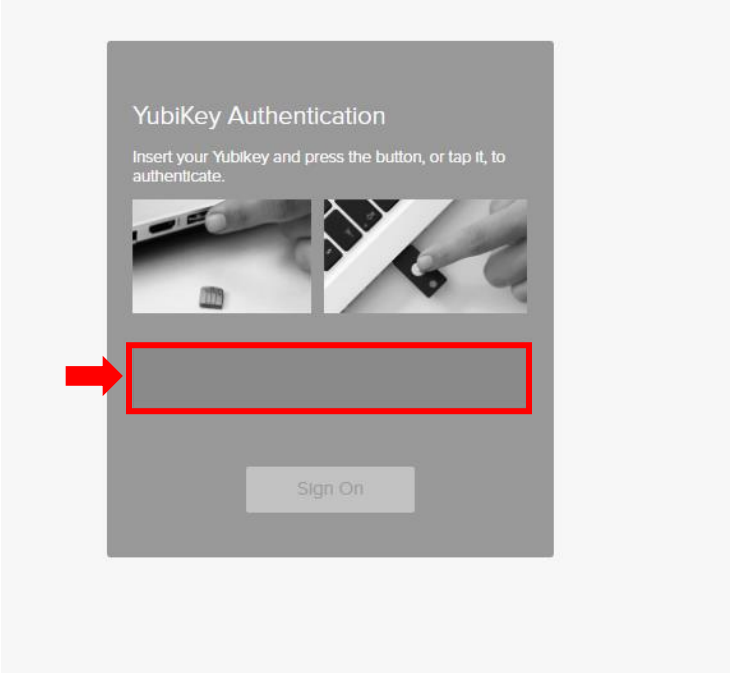 YubiKey Authentication
Insert your Yubikey and press the button, or tap it, to
authenticate.
Sign On